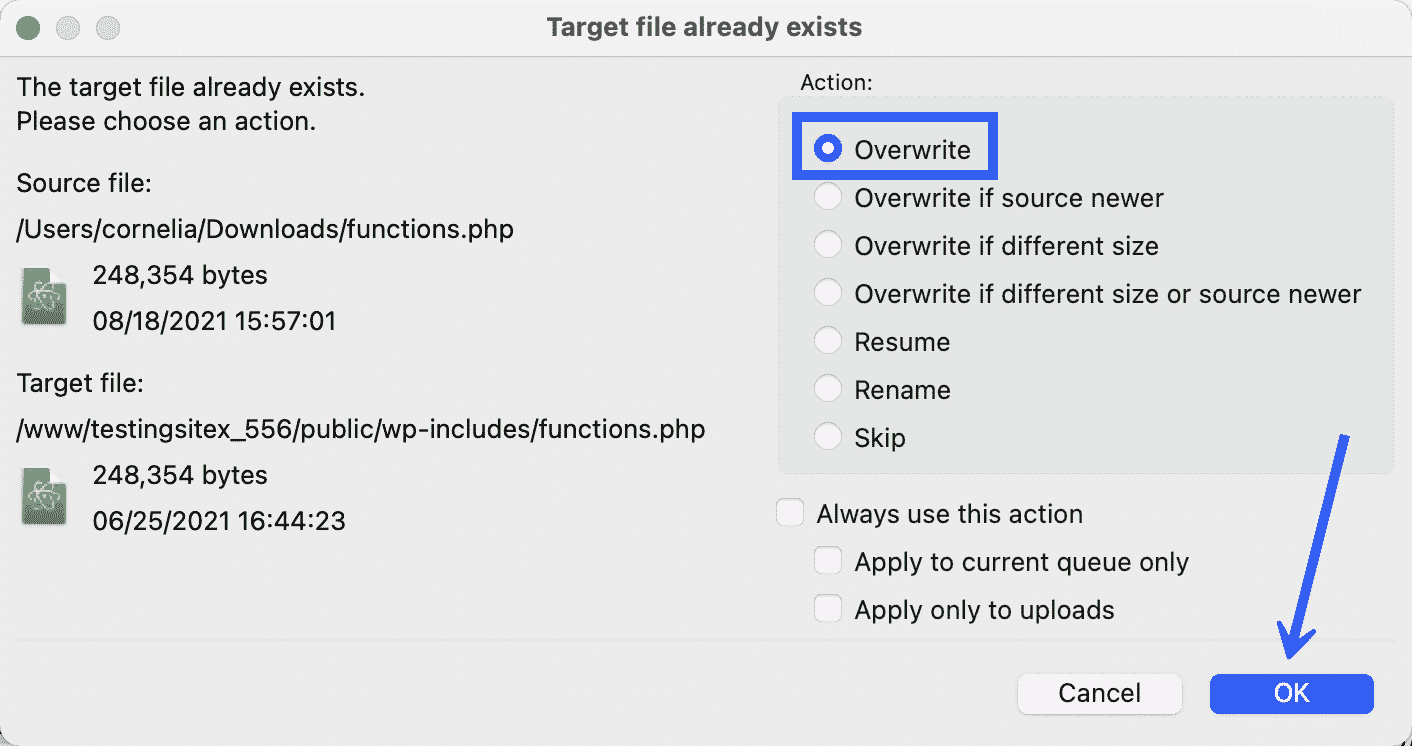 Target file already exists
The target file already exists.
Please choose an action.
Source file:
/Users/cornelia/Downloads/functions.php
248,354 bytes
08/18/2021 15:57:01
Target file:
/www/testingsitex_556/public/wp-includes/functions.php
248,354 bytes
06/25/2021 16:44:23
Action:
Overwrite
Overwrite if source newer
Overwrite if different size
Overwrite if different size or source newer
Resume
Rename
Skip
Always use this action
Apply to current queue only
Apply only to uploads
Cancel
OK